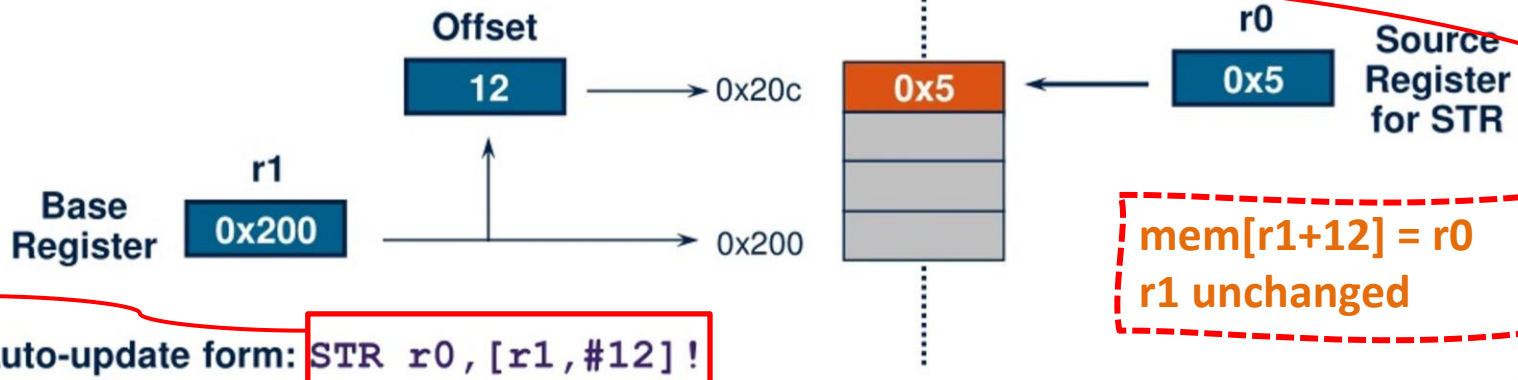 Offset
12
0x20c
0x5
r0
0x5
Source
Register
for STR
r1
Base
Register
0x200
0x200
mem[r1+12] = r0
r1 unchanged
uto-update form: STR r0,[r1,#12]!